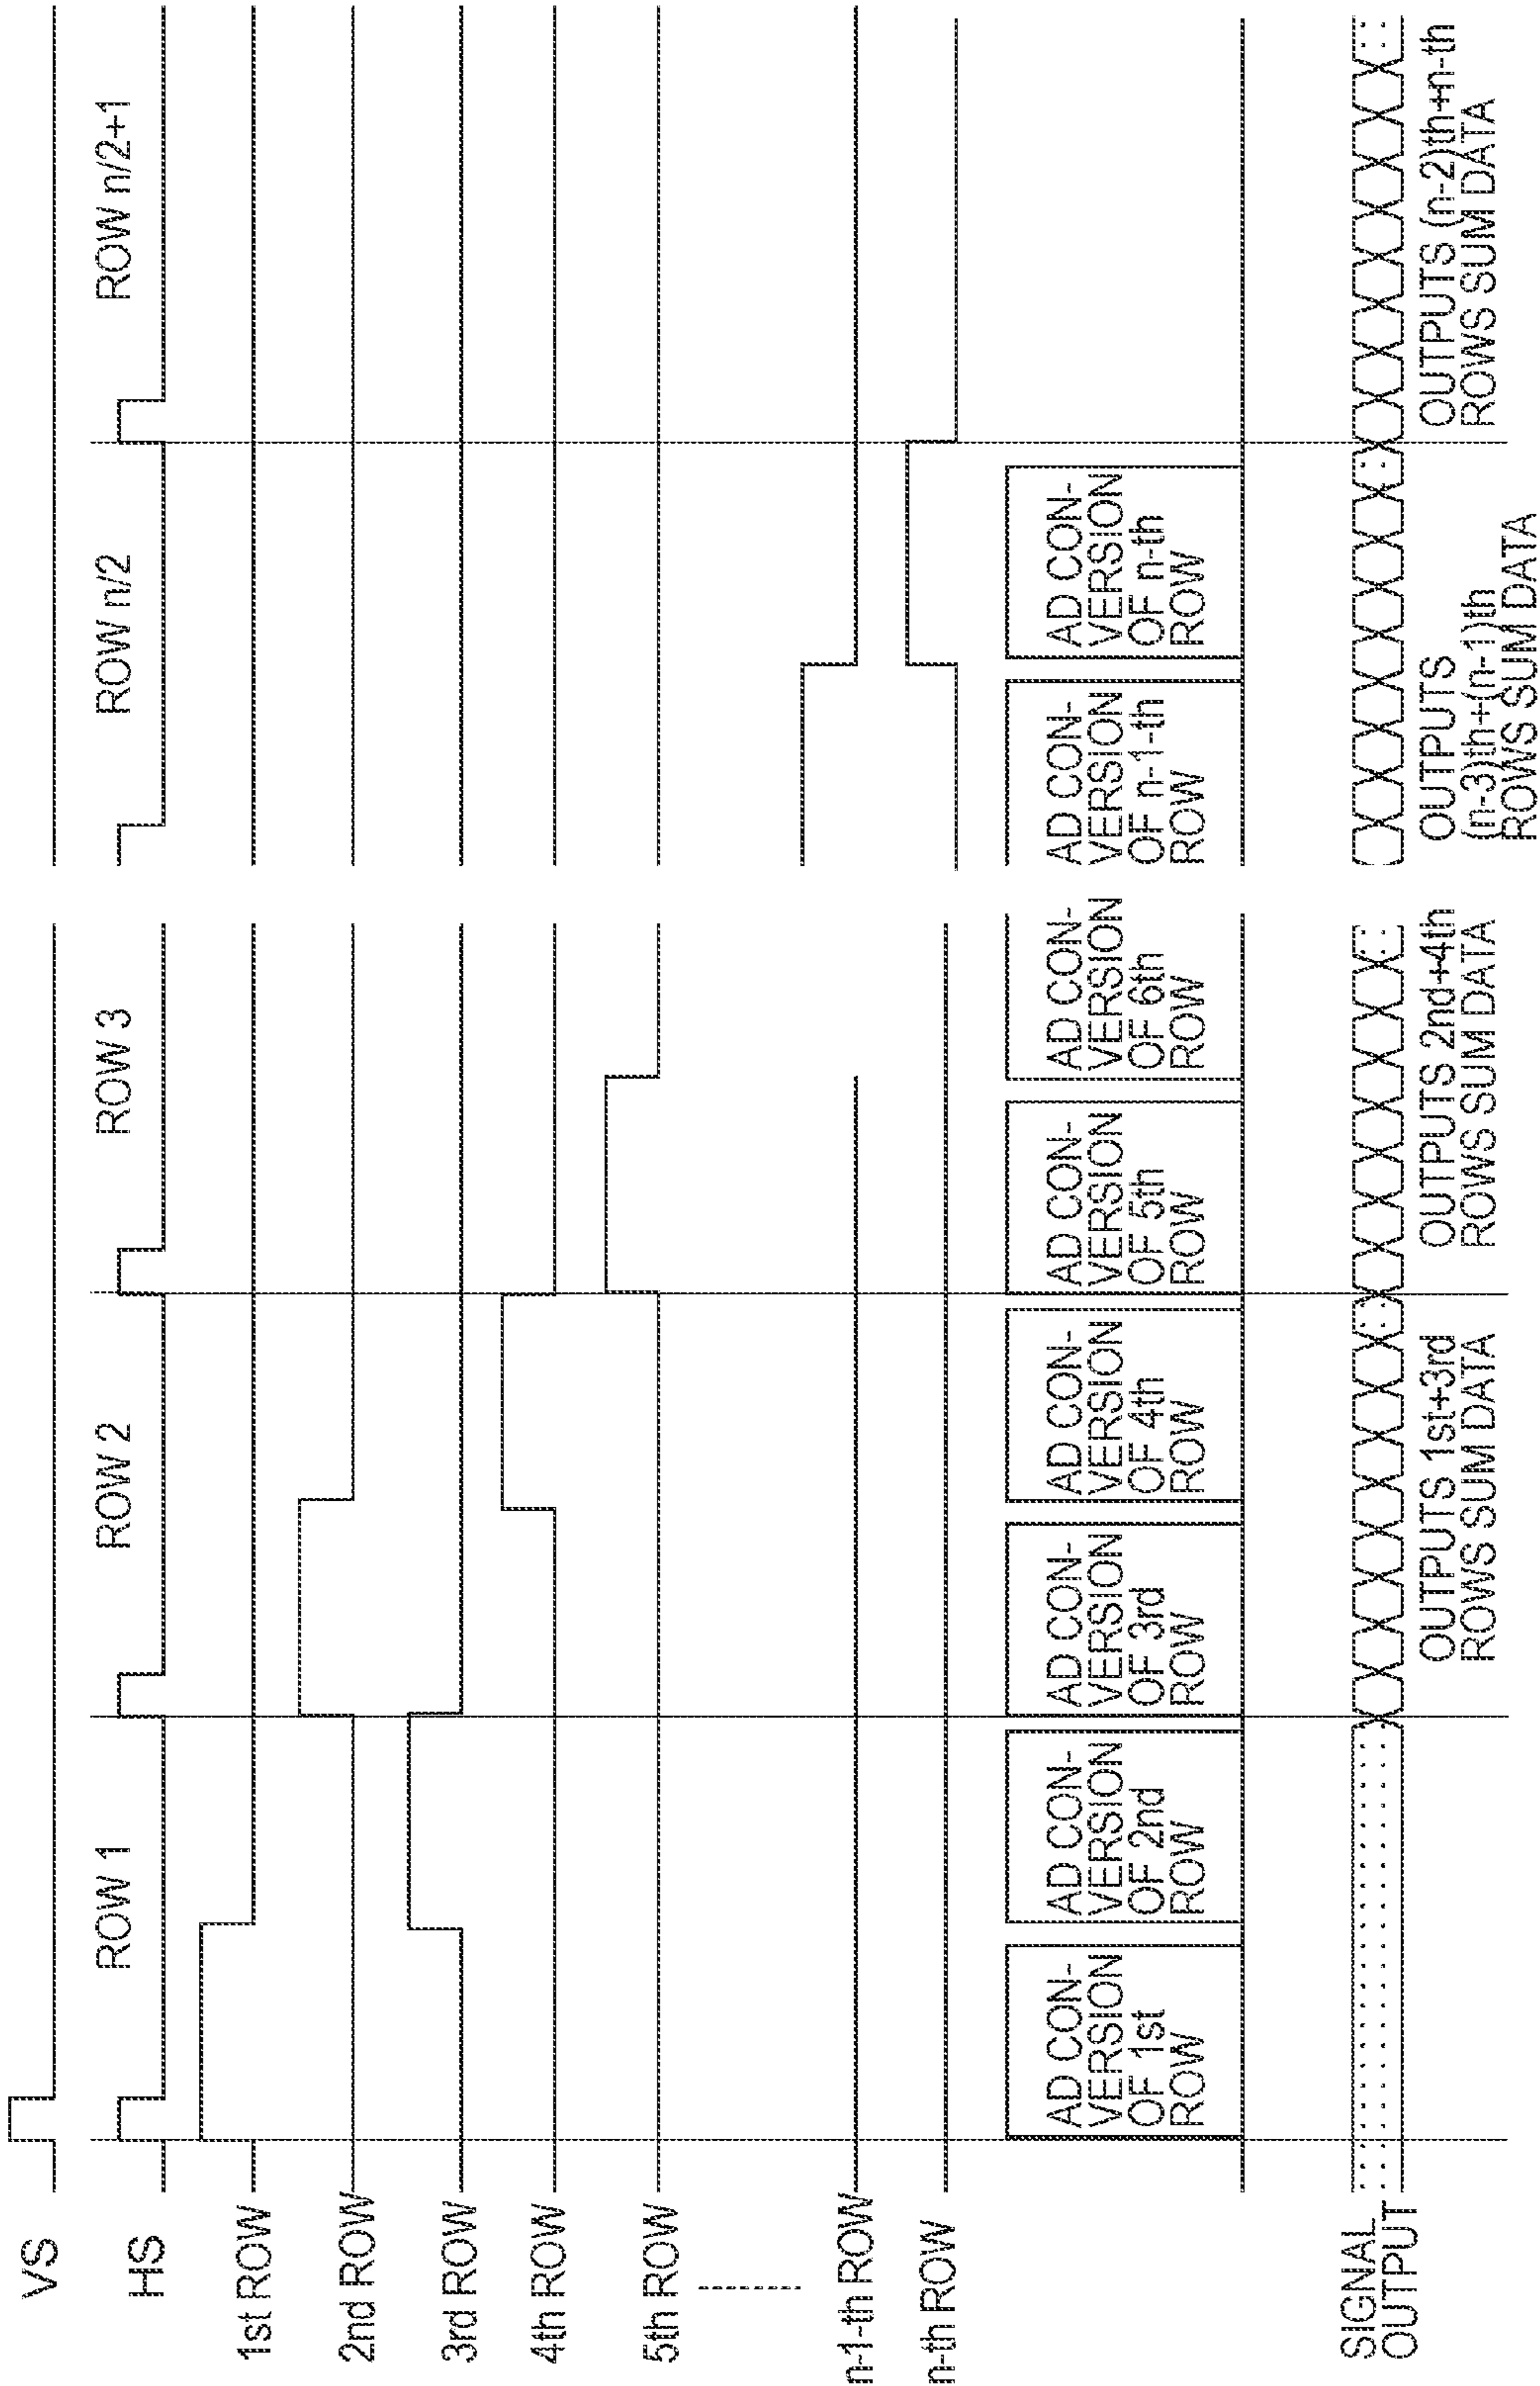 VS
HS
ROW 1
ROW 2
ROW 3
ROW n/2
ROW n/2+1
1st ROW
2nd ROW
3rd ROW
4th ROW
5th ROW
n-1-th ROW
n-th ROW
AD CON-
VERSION
OF 1st
ROW
AD CON-
VERSION
OF 2nd
ROW
AD CON-
VERSION
OF 3rd
ROW
AD CON-
VERSION
OF 4th
ROW
AD CON-
VERSION
OF 5th
ROW
AD CON-
VERSION
OF 6th
ROW
AD CON-
VERSION
OF n-1-th
ROW
AD CON-
VERSION
OF n-th
ROW
SIGNAL
OUTPUT
OUTPUTS 1st+3rd
ROWS SUM DATA
OUTPUTS 2nd+4th
ROWS SUM DATA
OUTPUTS
(n-3)th+(n-1)th
ROWS SUM DATA
OUTPUTS (n-2)th+n-th
ROWS SUM DATA